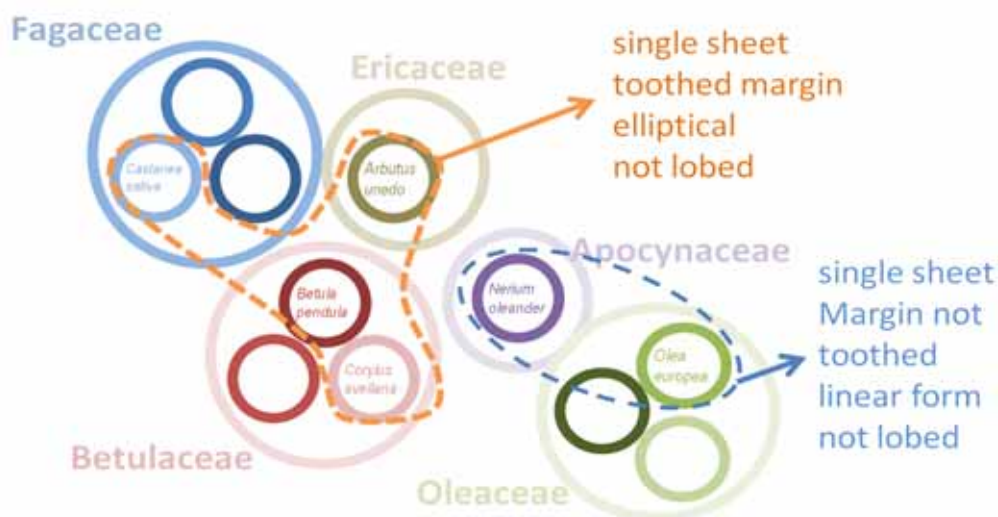 Fagaceae
Ericaceae
single sheet
toothed margin
elliptical
not lobed
Castanea
sativa
Arbutus
unedo
Apocynaceae
Betula
pendula
Nerium
oleander
single sheet
Margin not
toothed
linear form
not lobed
Corylus
avellana
Olea
europea
Betulaceae
Oleaceae